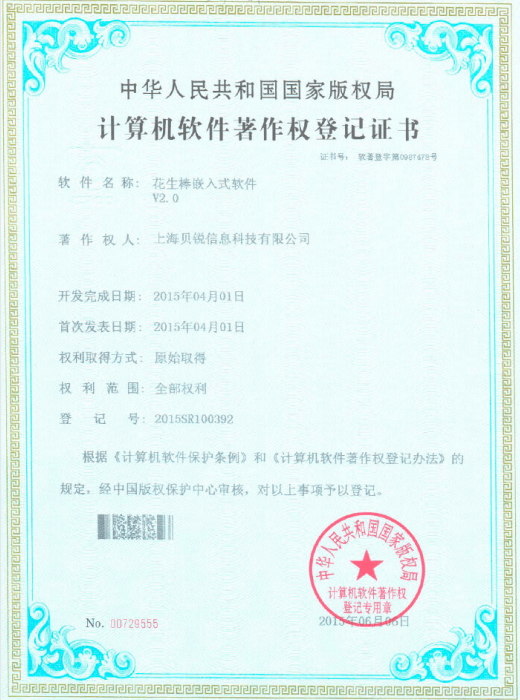 中华人民共和国国家版权局
计算机软件著作权登记证书
证书号： 软著登字第0987478号
软件名称： 花生棒嵌入式软件
V2.0
著作权人： 上海贝锐信息科技有限公司
开发完成日期： 2015年04月01日
首次发表日期： 2015年04月01日
权利取得方式： 原始取得
权利范围： 全部权利
登记号： 2015SR100392
根据《计算机软件保护条例》和《计算机软件著作权登记办法》的
规定，经中国版权保护中心审核，对以上事项予以登记。
中华人民共和国国家版权局
计算机软件著作权
登记专用章
No. 00729555
2015年06月05日